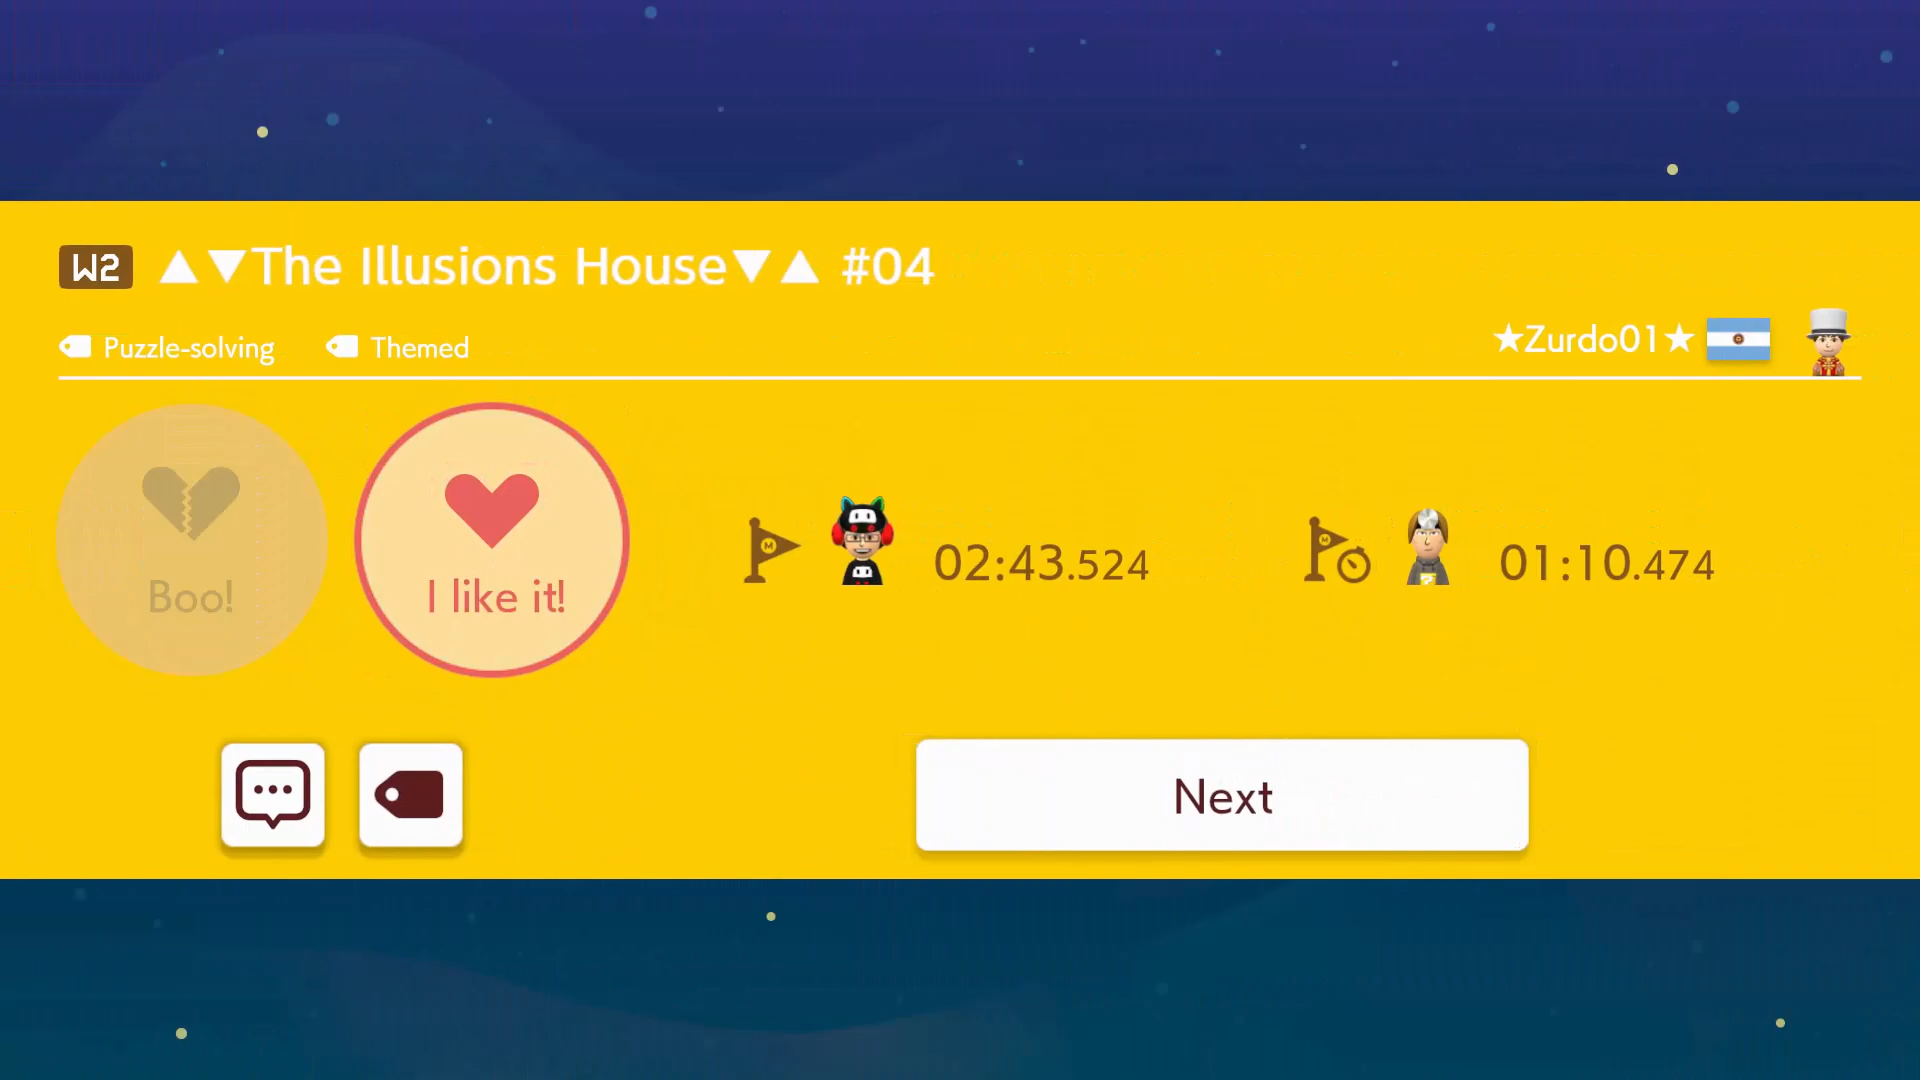 W2 ▲▼The Illusions House▼▲ #04
Puzzle-solving Themed
★Zurdo01★
Boo!
I like it!
M 02:43.524
M 01:10.474
Next